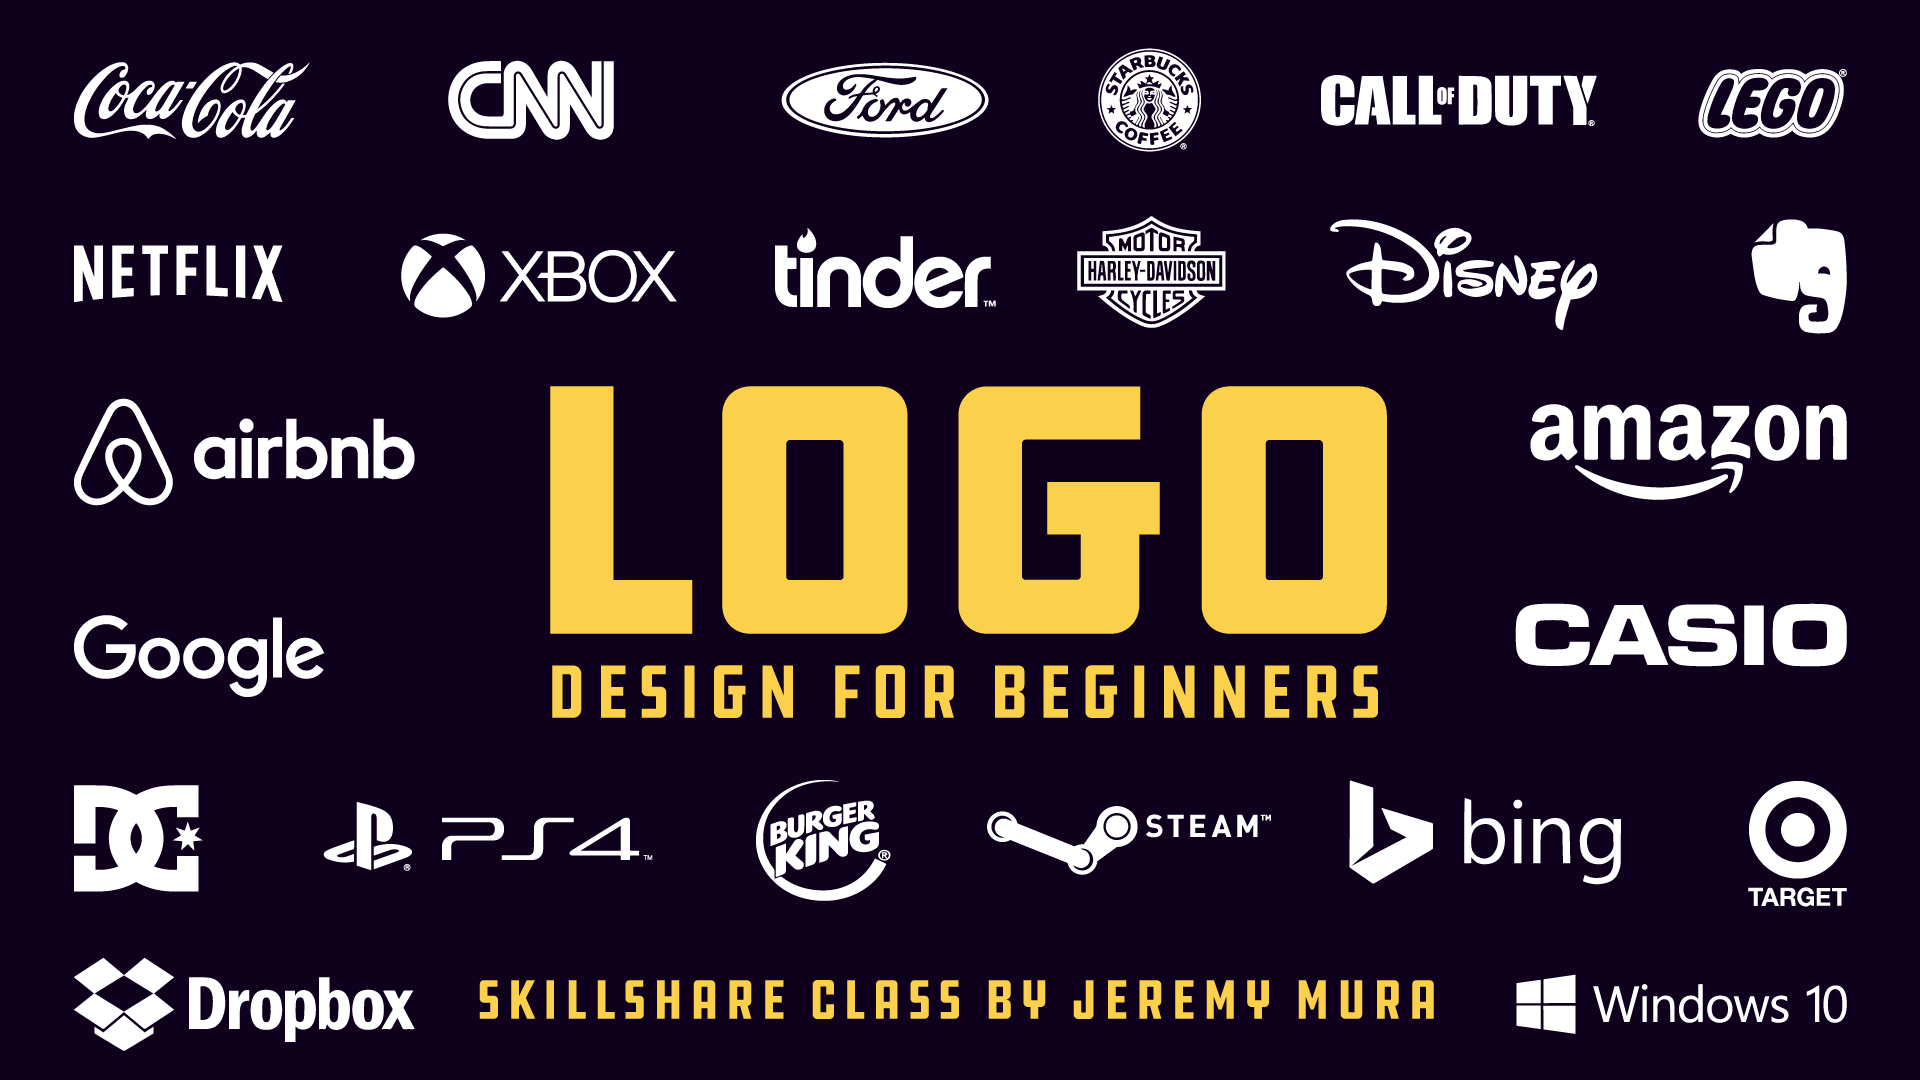 Coca-Cola
CNN
Ford
STARBUCKS
COFFEE
®
CALL OF DUTY®
LEGO®
NETFLIX
XBOX
tinder™
MOTOR
HARLEY-DAVIDSON
CYCLES
Disney
airbnb
LOGO
amazon
Google
DESIGN FOR BEGINNERS
CASIO
DC
® PS4™
BURGER
KING®
STEAM™
bing
TARGET
Dropbox
SKILLSHARE CLASS BY JEREMY MURA
Windows 10